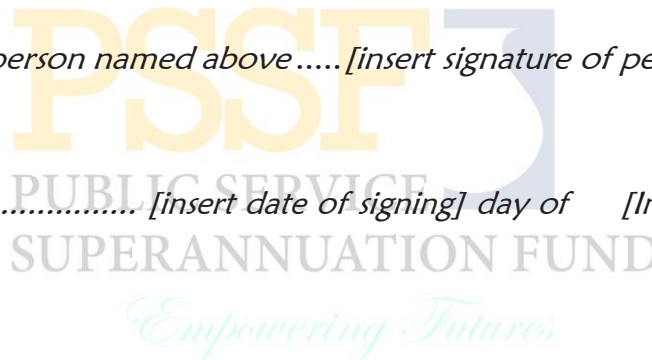 PSSF
person named above ..... [insert signature of pe
PUBLIC SERVICE
............... [insert date of signing] day of [I
SUPERANNUATION FUND
Empowering Futures